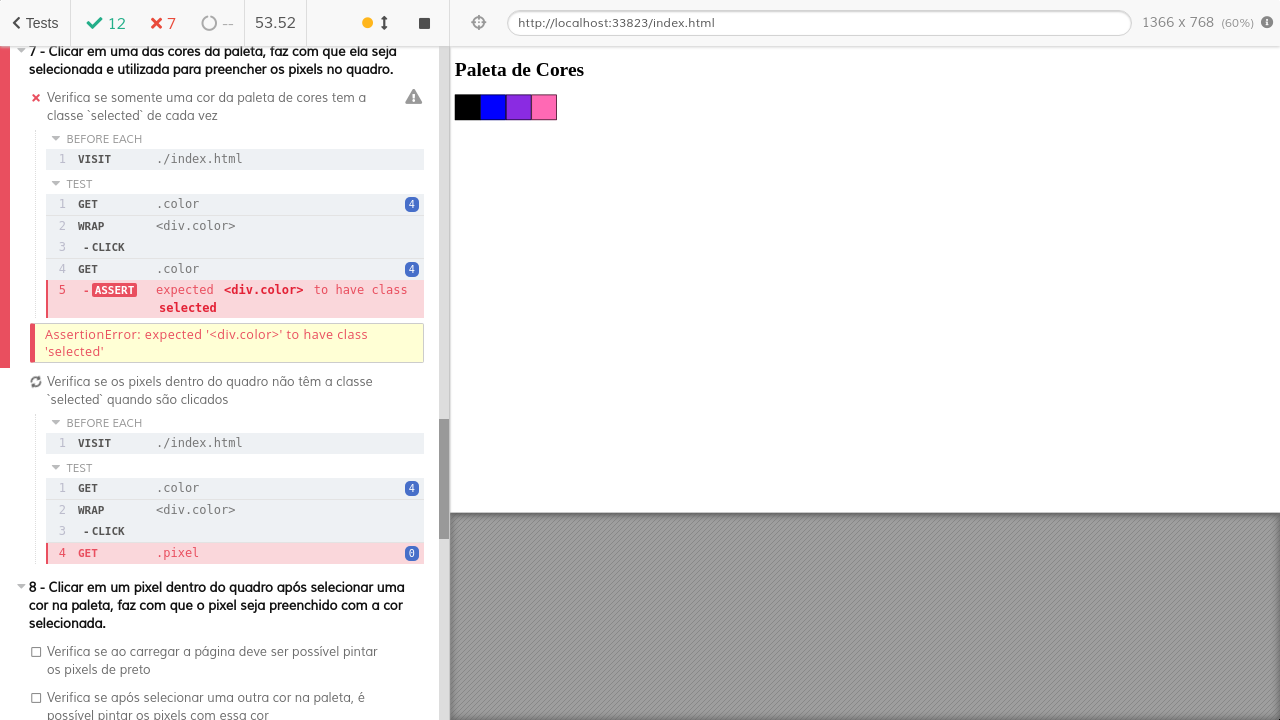 Tests 12 7 -- 53.52 http://localhost:33823/index.html 1366 x 768 (60%)
7 - Clicar em uma das cores da paleta, faz com que ela seja
selecionada e utilizada para preencher os pixels no quadro.
Verifica se somente uma cor da paleta de cores tem a
classe `selected` de cada vez
BEFORE EACH
1 VISIT ./index.html
TEST
1 GET .color 4
2 WRAP <div.color>
3 -CLICK
4 GET .color 4
5 -ASSERT expected <div.color> to have class
selected
AssertionError: expected '<div.color>' to have class
'selected'
Verifica se os pixels dentro do quadro não têm a classe
`selected` quando são clicados
BEFORE EACH
1 VISIT ./index.html
TEST
1 GET .color 4
2 WRAP <div.color>
3 -CLICK
4 GET .pixel 0
8 - Clicar em um pixel dentro do quadro após selecionar uma
cor na paleta, faz com que o pixel seja preenchido com a cor
selecionada.
Verifica se ao carregar a página deve ser possível pintar
os pixels de preto
Verifica se após selecionar uma outra cor na paleta, é
possível pintar os pixels com essa cor
Paleta de Cores